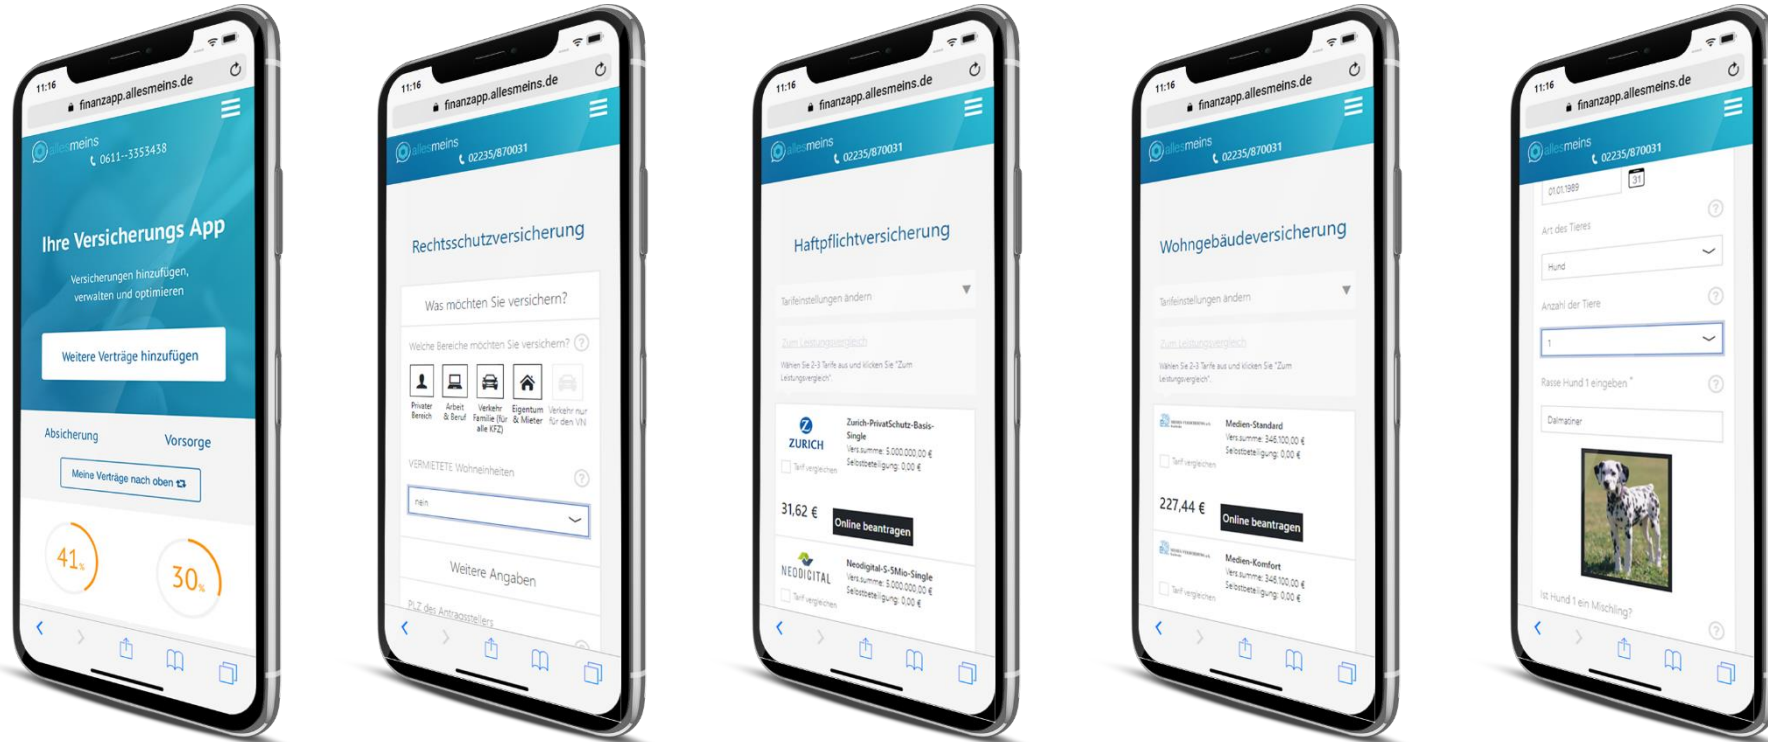 11:16
finanzapp.allesmeins.de
allesmeins
0611--3353438
Ihre Versicherungs App
Versicherungen hinzufügen,
verwalten und optimieren
Weitere Verträge hinzufügen
Absicherung
Vorsorge
Meine Verträge nach oben
41%
30%
11:16
finanzapp.allesmeins.de
allesmeins
02235/870031
Rechtsschutzversicherung
Was möchten Sie versichern?
Welche Bereiche möchten Sie versichern? ?
Privater
Bereich
Arbeit
& Beruf
Verkehr
Familie (für
alle KFZ)
Eigentum
& Mieter
Verkehr nur
für den VN
VERMIETETE Wohneinheiten ?
nein
Weitere Angaben
PLZ des Antragstellers
11:16
finanzapp.allesmeins.de
allesmeins
02235/870031
Haftpflichtversicherung
Tarifeinstellungen ändern
Zum Leistungsvergleich
Wählen Sie 2-3 Tarife aus und klicken Sie "Zum
Leistungsvergleich".
ZURICH
Zurich-PrivatSchutz-Basis-
Single
Vers.summe: 5.000.000,00 €
Selbstbeteiligung: 0,00 €
Tarif vergleichen
31,62 €
Online beantragen
NEODIGITAL
Neodigital-S-5Mio-Single
Vers.summe: 5.000.000,00 €
Selbstbeteiligung: 0,00 €
Tarif vergleichen
11:16
finanzapp.allesmeins.de
allesmeins
02235/870031
Wohngebäudeversicherung
Tarifeinstellungen ändern
Zum Leistungsvergleich
Wählen Sie 2-3 Tarife aus und klicken Sie "Zum
Leistungsvergleich".
Medien-Standard
Vers.summe: 346.100,00 €
Selbstbeteiligung: 0,00 €
Tarif vergleichen
227,44 €
Online beantragen
Medien-Komfort
Vers.summe: 346.100,00 €
Selbstbeteiligung: 0,00 €
Tarif vergleichen
11:16
finanzapp.allesmeins.de
allesmeins
02235/870031
01.01.1989
31
Art des Tieres ?
Hund
Anzahl der Tiere ?
1
Rasse Hund 1 eingeben * ?
Dalmatiner
Ist Hund 1 ein Mischling? ?